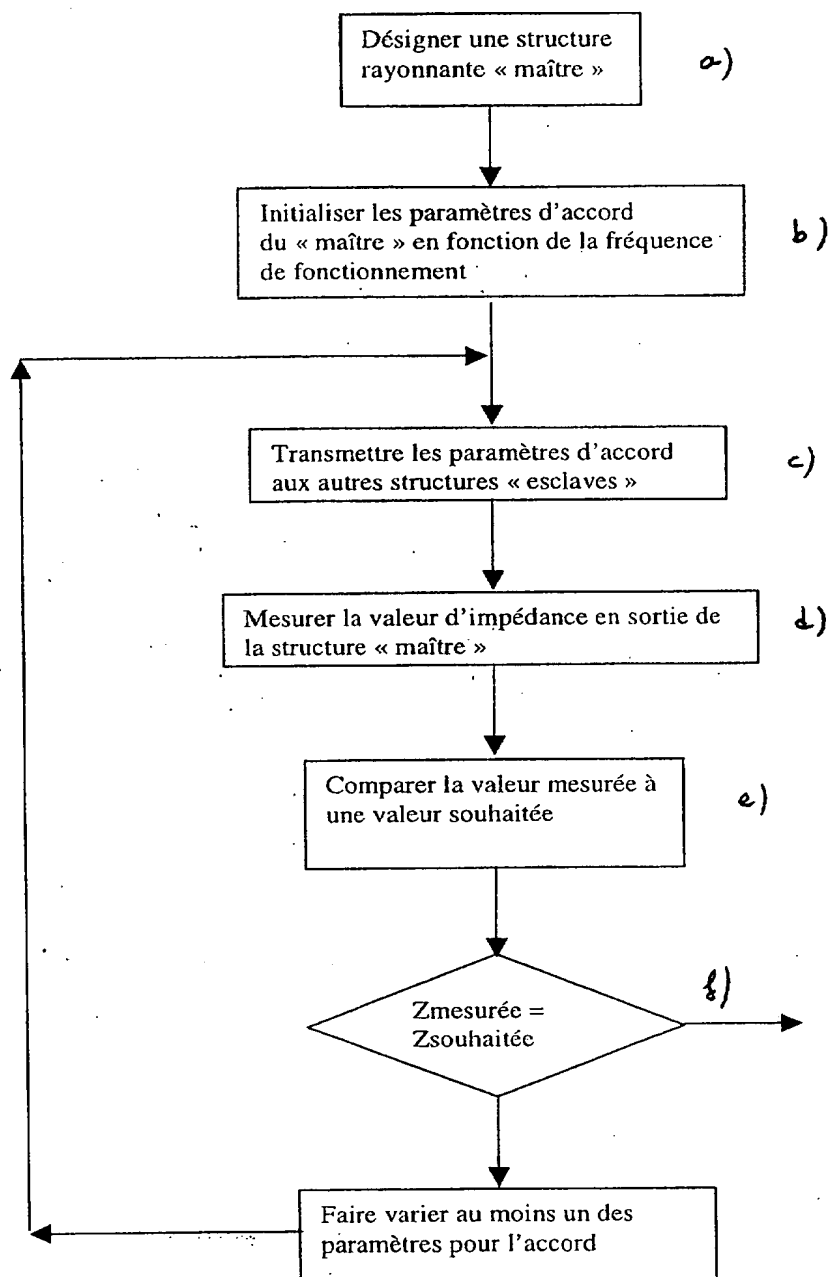 Désigner une structure
rayonnante « maître »
a)
Initialiser les paramètres d'accord
du « maître » en fonction de la fréquence
de fonctionnement
b)
Transmettre les paramètres d'accord
aux autres structures « esclaves »
c)
Mesurer la valeur d'impédance en sortie de
la structure « maître »
d)
Comparer la valeur mesurée à
une valeur souhaitée
e)
Zmesurée =
Zsouhaitée
f)
Faire varier au moins un des
paramètres pour l'accord